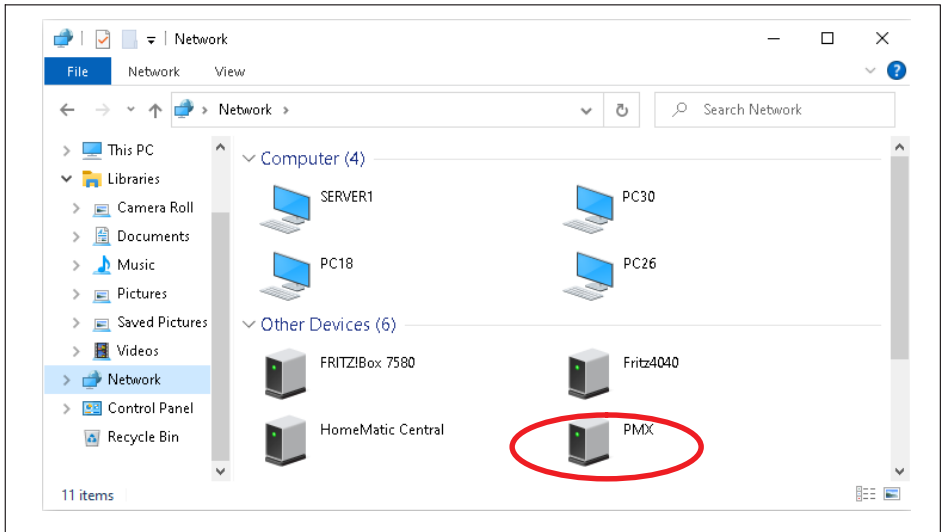 Network
File Network View
Network
Search Network
This PC
Libraries
Camera Roll
Documents
Music
Pictures
Saved Pictures
Videos
Network
Control Panel
Recycle Bin
Computer (4)
SERVER1 PC30
PC18 PC26
Other Devices (6)
FRITZ!Box 7580 Fritz4040
HomeMatic Central PMX
11 items